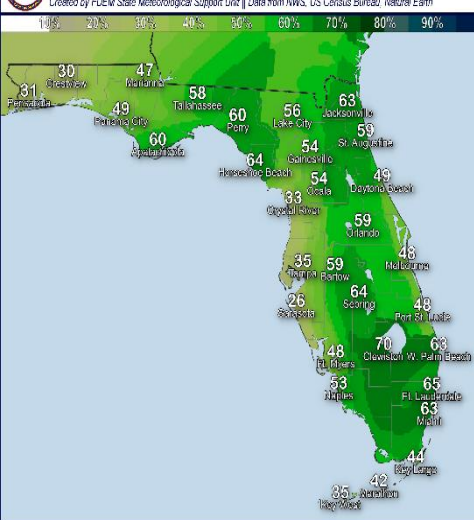 Created by FDEM State Meteorological Support Unit || Data from NWS, US Census Bureau, Natural Earth
10% 20% 30% 40% 50% 60% 70% 80% 90%
30
Crestview
47
Marianna
31
Pensacola
58
Tallahassee
49
Panama City
60
Perry
56
Lake City
63
Jacksonville
60
Apalachicola
59
St. Augustine
54
Gainesville
64
Horseshoe Beach
54
Ocala
49
Daytona Beach
33
Crystal River
59
Orlando
48
Melbourne
35
Tampa
59
Bartow
64
Sebring
26
Sarasota
48
Port St. Lucie
70
Clewiston
63
W. Palm Beach
48
Ft. Myers
53
Naples
65
Ft. Lauderdale
63
Miami
44
Key Largo
42
Marathon
35
Key West